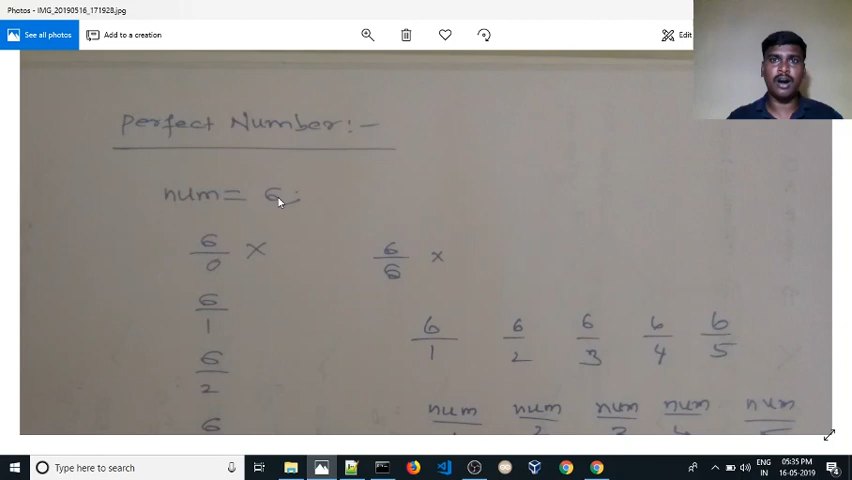 Photos - IMG_20190516_171928.jpg
See all photos
Add to a creation
Edit
Perfect Number:-
num = 6;
6/0 ×
6/6 ×
6/1
6/1 6/2 6/3 6/4 6/5
6/2
6
num num num num num
Type here to search
ENG
IN
05:35 PM
16-05-2019
4